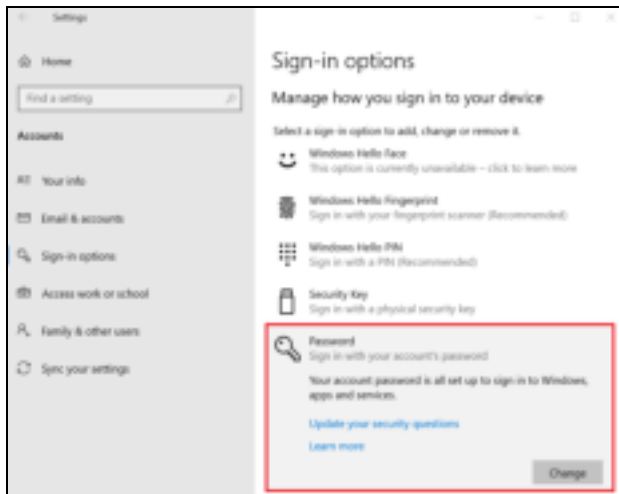 Settings
Home
Find a setting
Accounts
Your info
Email & accounts
Sign-in options
Access work or school
Family & other users
Sync your settings
Sign-in options
Manage how you sign in to your device
Select a sign-in option to add, change or remove it.
Windows Hello Face
This option is currently unavailable – click to learn more
Windows Hello Fingerprint
Sign in with your fingerprint scanner (Recommended)
Windows Hello PIN
Sign in with a PIN (Recommended)
Security Key
Sign in with a physical security key
Password
Sign in with your account's password
Your account password is all set up to sign in to Windows,
apps and services.
Update your security questions
Learn more
Change